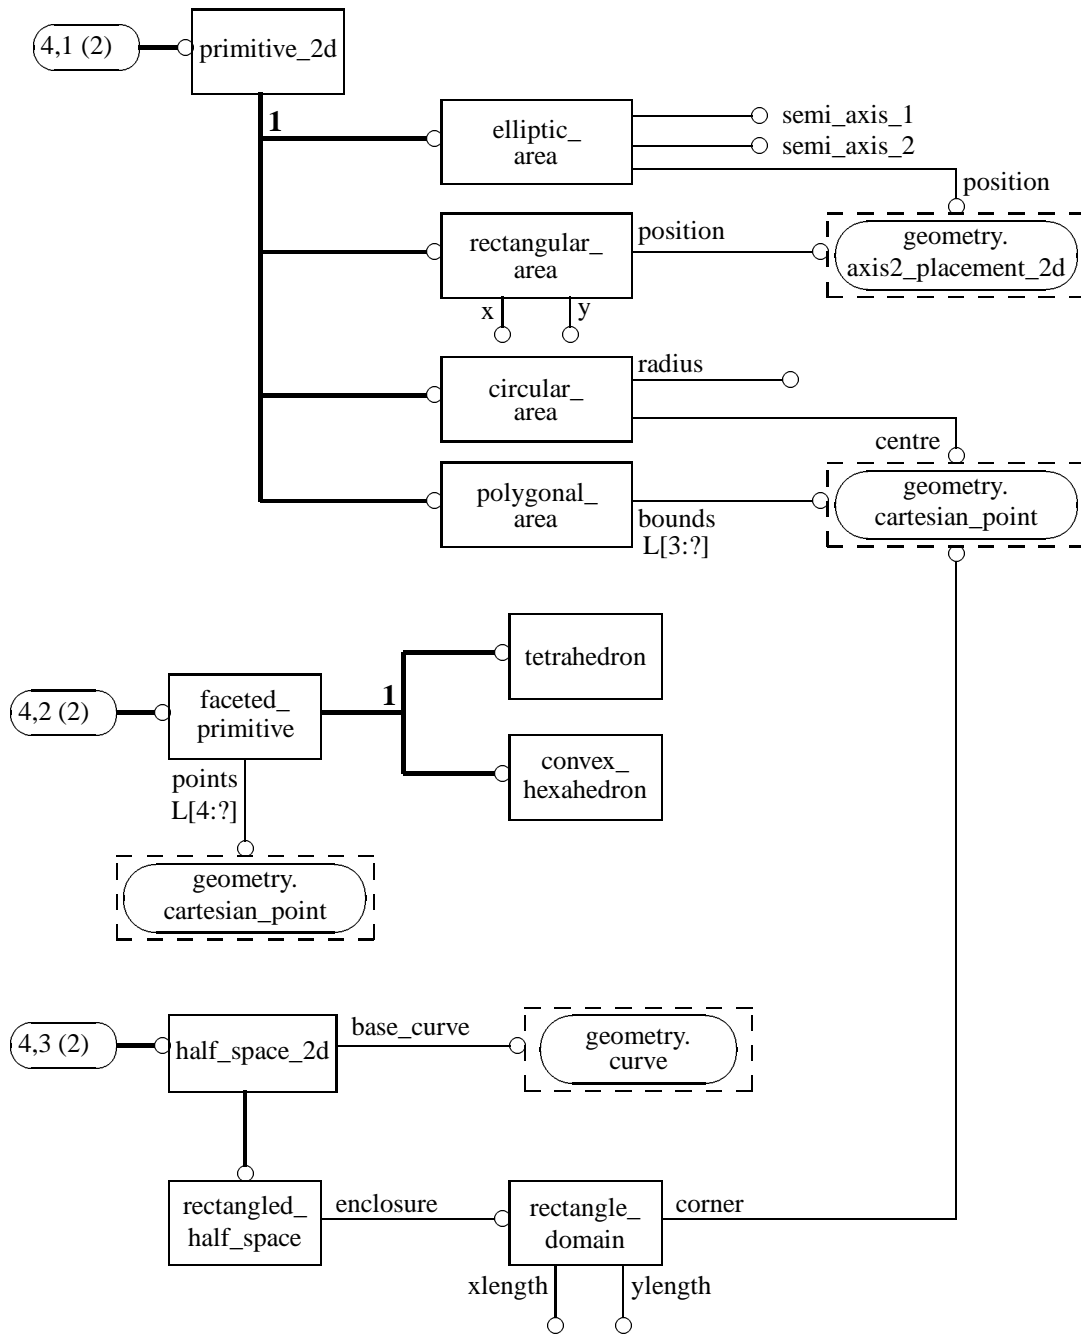 4,1 (2)
primitive_2d
1
elliptic_
area
semi_axis_1
semi_axis_2
position
rectangular_
area
position
x
y
geometry.
axis2_placement_2d
circular_
area
radius
centre
polygonal_
area
bounds
L[3:?]
geometry.
cartesian_point
4,2 (2)
faceted_
primitive
1
tetrahedron
convex_
hexahedron
points
L[4:?]
geometry.
cartesian_point
4,3 (2)
half_space_2d
base_curve
geometry.
curve
rectangled_
half_space
enclosure
rectangle_
domain
corner
xlength
ylength